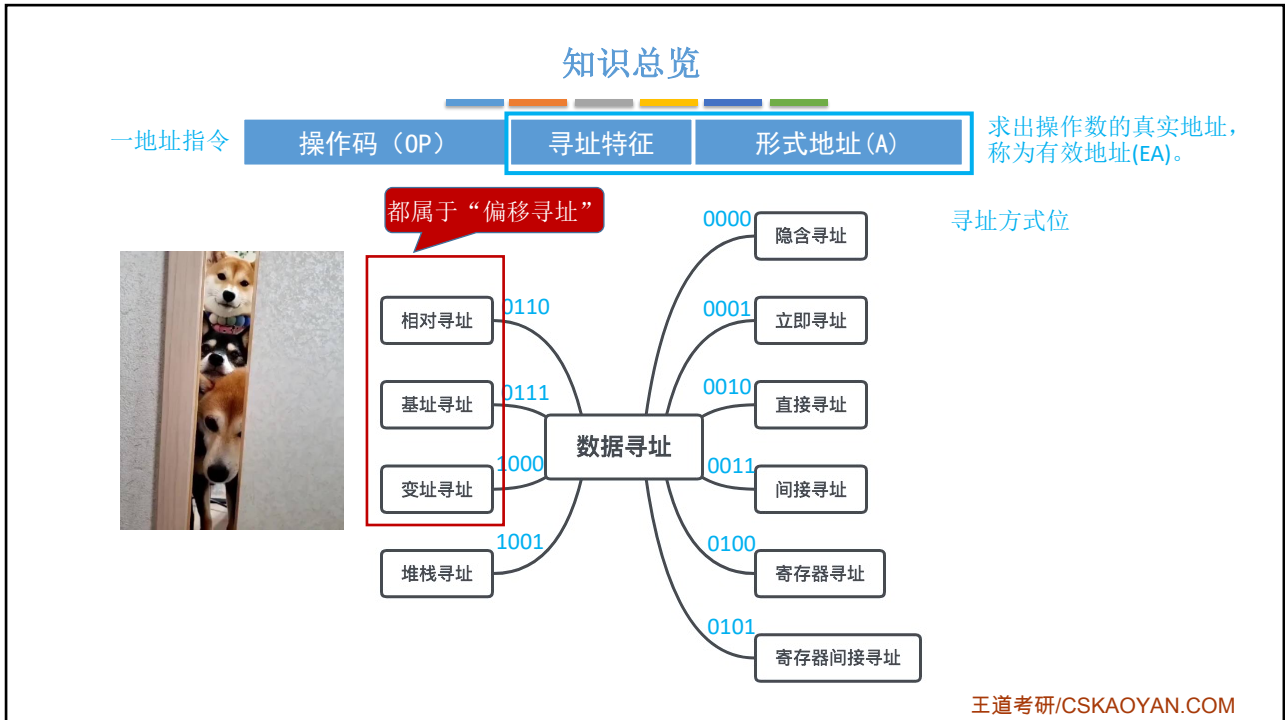 知识总览
一地址指令
操作码（OP）
寻址特征
形式地址(A)
求出操作数的真实地址，
称为有效地址(EA)。
都属于“偏移寻址”
寻址方式位
0000
隐含寻址
0110
相对寻址
0001
立即寻址
0111
基址寻址
0010
直接寻址
数据寻址
1000
变址寻址
0011
间接寻址
1001
堆栈寻址
0100
寄存器寻址
0101
寄存器间接寻址
王道考研/CSKAOYAN.COM